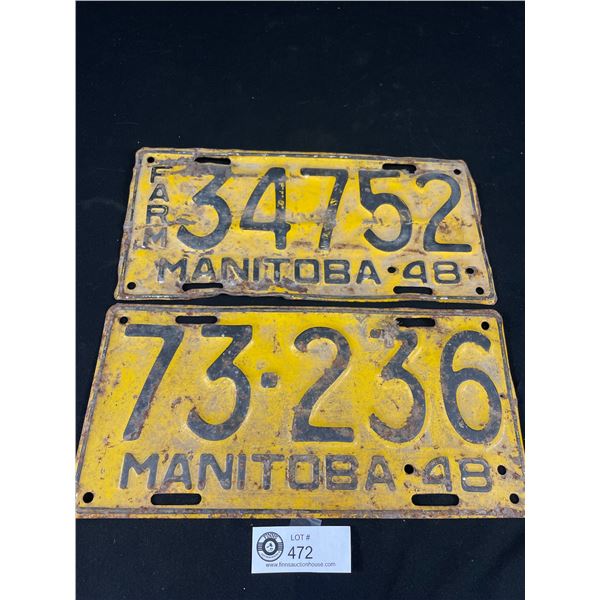 FARM 34752
MANITOBA 48
73·236
MANITOBA 48
LOT #
472
www.finnsauctionhouse.com